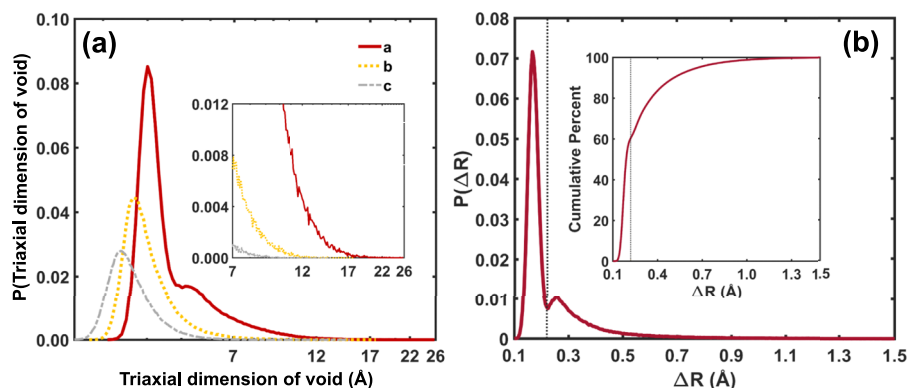 (a)
P(Triaxial dimension of void)
0.10
0.08
0.06
0.04
0.02
0.00
a
b
c
0.012
0.008
0.004
0.000
7 12 17 22 26
7 12 17 22 26
Triaxial dimension of void (Å)
(b)
P(ΔR)
0.08
0.07
0.06
0.05
0.04
0.03
0.02
0.01
0.00
Cumulative Percent
100
80
60
40
20
0
0.1 0.4 0.7 1.0 1.3 1.5
ΔR (Å)
0.1 0.3 0.5 0.7 0.9 1.1 1.3 1.5
ΔR (Å)